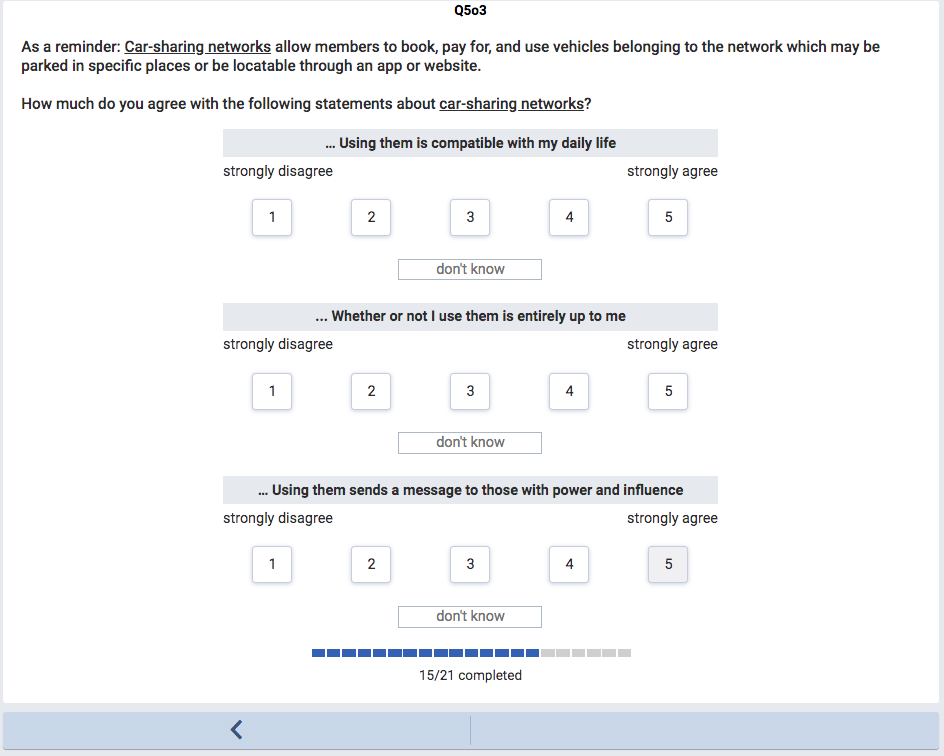 Q5o3
As a reminder: Car-sharing networks allow members to book, pay for, and use vehicles belonging to the network which may be
parked in specific places or be locatable through an app or website.
How much do you agree with the following statements about car-sharing networks?
... Using them is compatible with my daily life
strongly disagree strongly agree
1 2 3 4 5
don't know
... Whether or not I use them is entirely up to me
strongly disagree strongly agree
1 2 3 4 5
don't know
... Using them sends a message to those with power and influence
strongly disagree strongly agree
1 2 3 4 5
don't know
15/21 completed